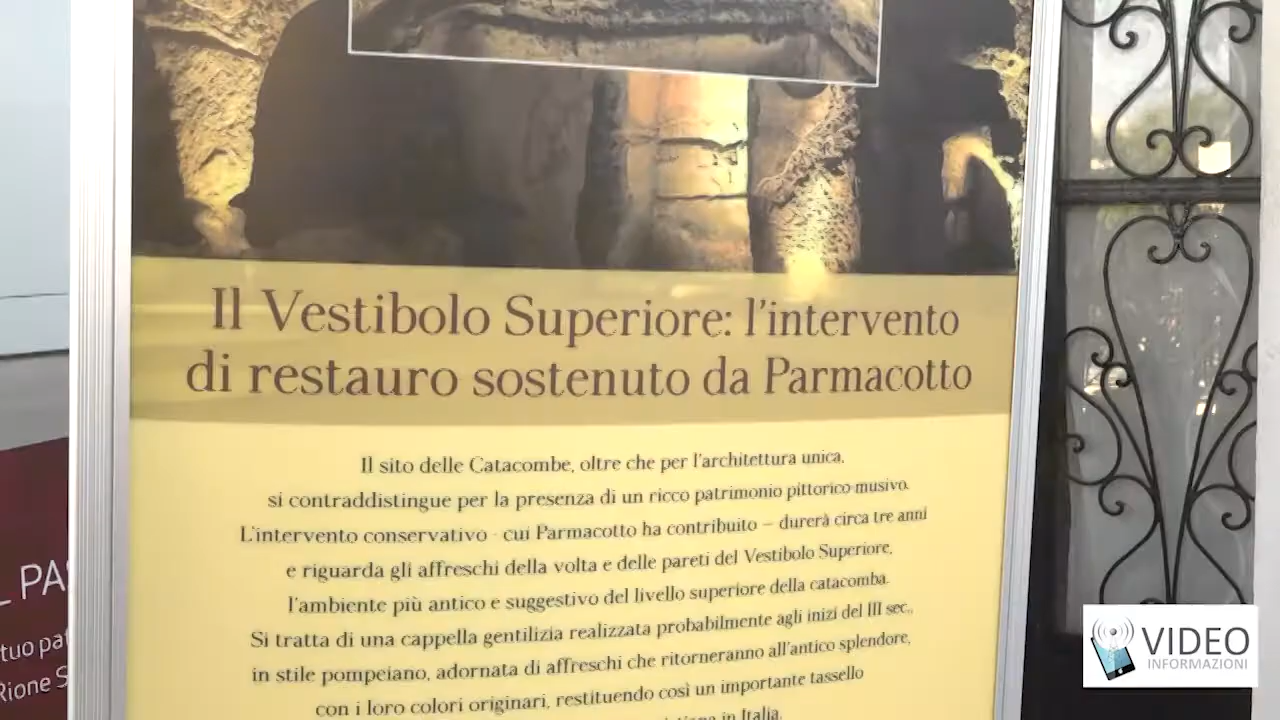 Il Vestibolo Superiore: l'intervento
di restauro sostenuto da Parmacotto
Il sito delle Catacombe, oltre che per l'architettura unica,
si contraddistingue per la presenza di un ricco patrimonio pittorico-musivo.
L'intervento conservativo - cui Parmacotto ha contribuito – durerà circa tre anni
e riguarda gli affreschi della volta e delle pareti del Vestibolo Superiore,
l'ambiente più antico e suggestivo del livello superiore della catacomba.
Si tratta di una cappella gentilizia realizzata probabilmente agli inizi del III sec.,
in stile pompeiano, adornata di affreschi che ritorneranno all'antico splendore,
con i loro colori originari, restituendo così un importante tassello
in Italia.
tuo
Rione
VIDEO
INFORMAZIONI